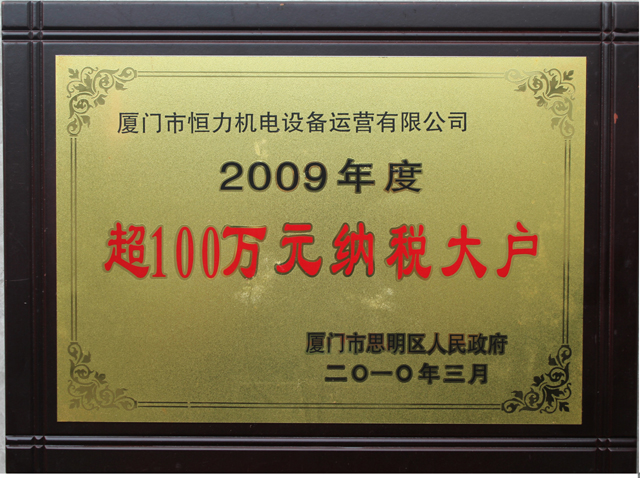 厦门市恒力机电设备运营有限公司
2009年度
超100万元纳税大户
厦门市思明区人民政府
二〇一〇年三月